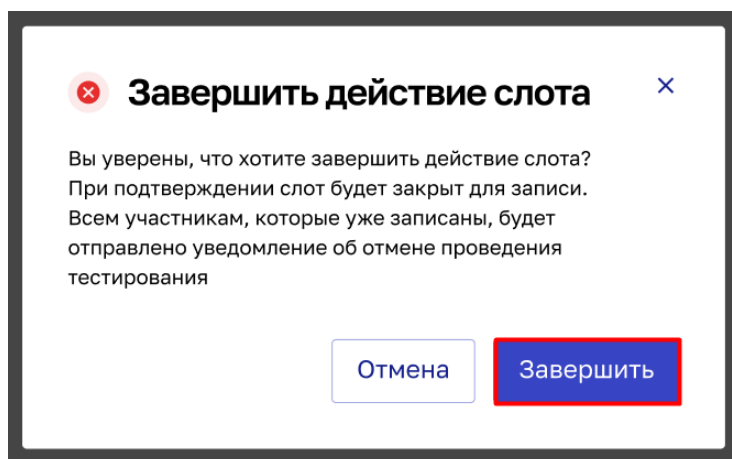 Завершить действие слота
Вы уверены, что хотите завершить действие слота?
При подтверждении слот будет закрыт для записи.
Всем участникам, которые уже записаны, будет
отправлено уведомление об отмене проведения
тестирования
Отмена
Завершить